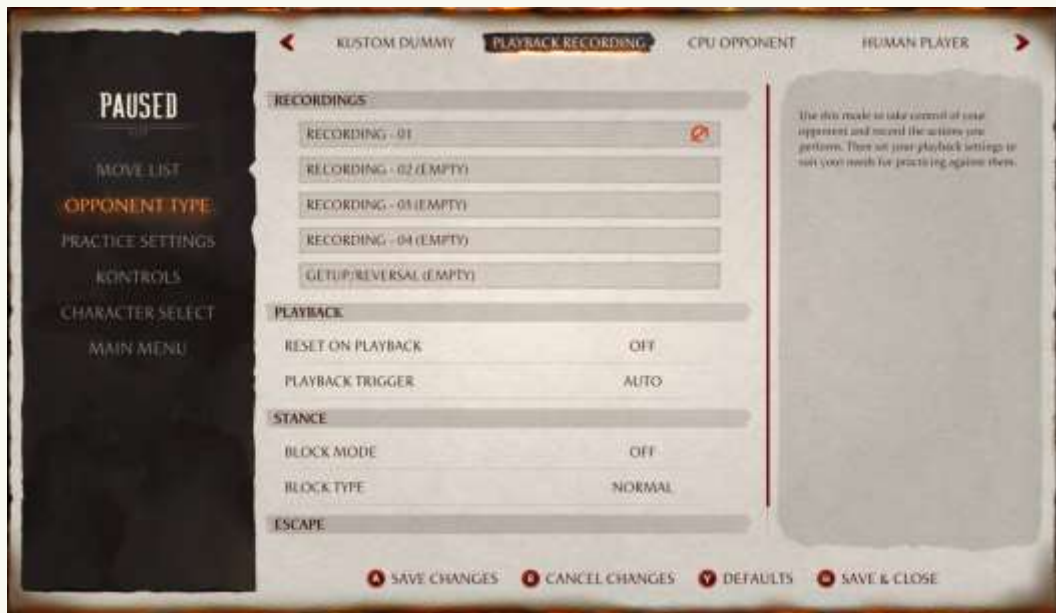 PAUSED
MOVE LIST
OPPONENT TYPE
PRACTICE SETTINGS
KONTROLS
CHARACTER SELECT
MAIN MENU
KUSTOM DUMMY PLAYBACK RECORDING CPU OPPONENT HUMAN PLAYER
RECORDINGS
RECORDING - 01
RECORDING - 02 (EMPTY)
RECORDING - 03 (EMPTY)
RECORDING - 04 (EMPTY)
GETUP/REVERSAL (EMPTY)
PLAYBACK
RESET ON PLAYBACK OFF
PLAYBACK TRIGGER AUTO
STANCE
BLOCK MODE OFF
BLOCK TYPE NORMAL
ESCAPE
Use this mode to take control of your
opponent and record the actions you
perform. Then set your playback settings to
suit your needs for practicing against them.
A SAVE CHANGES B CANCEL CHANGES Y DEFAULTS SAVE & CLOSE